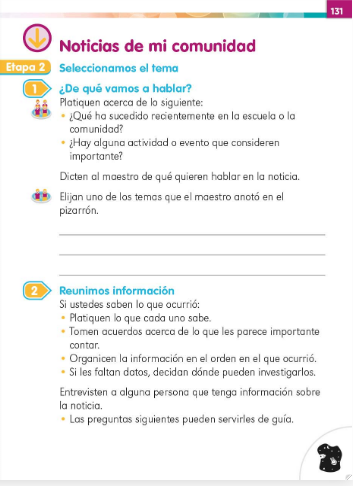 131
Noticias de mi comunidad
Etapa 2
Seleccionamos el tema
1
¿De qué vamos a hablar?
Platiquen acerca de lo siguiente:
• ¿Qué ha sucedido recientemente en la escuela o la
comunidad?
• ¿Hay alguna actividad o evento que consideren
importante?
Dicten al maestro de qué quieren hablar en la noticia.
Elijan uno de los temas que el maestro anotó en el
pizarrón.
2
Reunimos información
Si ustedes saben lo que ocurrió:
• Platiquen lo que cada uno sabe.
• Tomen acuerdos acerca de lo que les parece importante
contar.
• Organicen la información en el orden en el que ocurrió.
• Si les faltan datos, decidan dónde pueden investigarlos.
Entrevisten a alguna persona que tenga información sobre
la noticia.
• Las preguntas siguientes pueden servirles de guía.